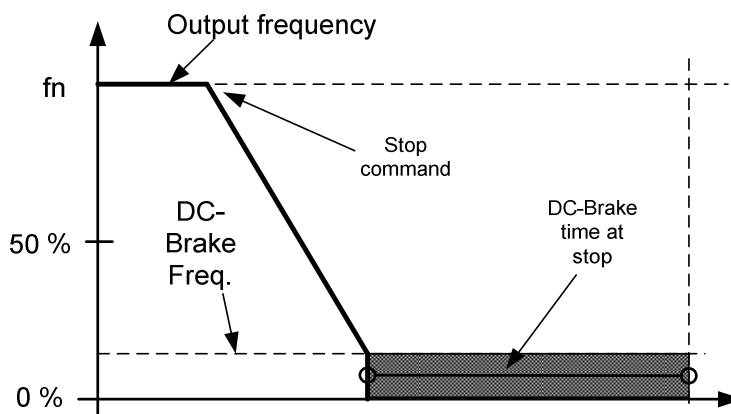 Output frequency
fn
Stop
command
DC-
Brake
Freq.
DC-Brake
time at
stop
50 %
0 %